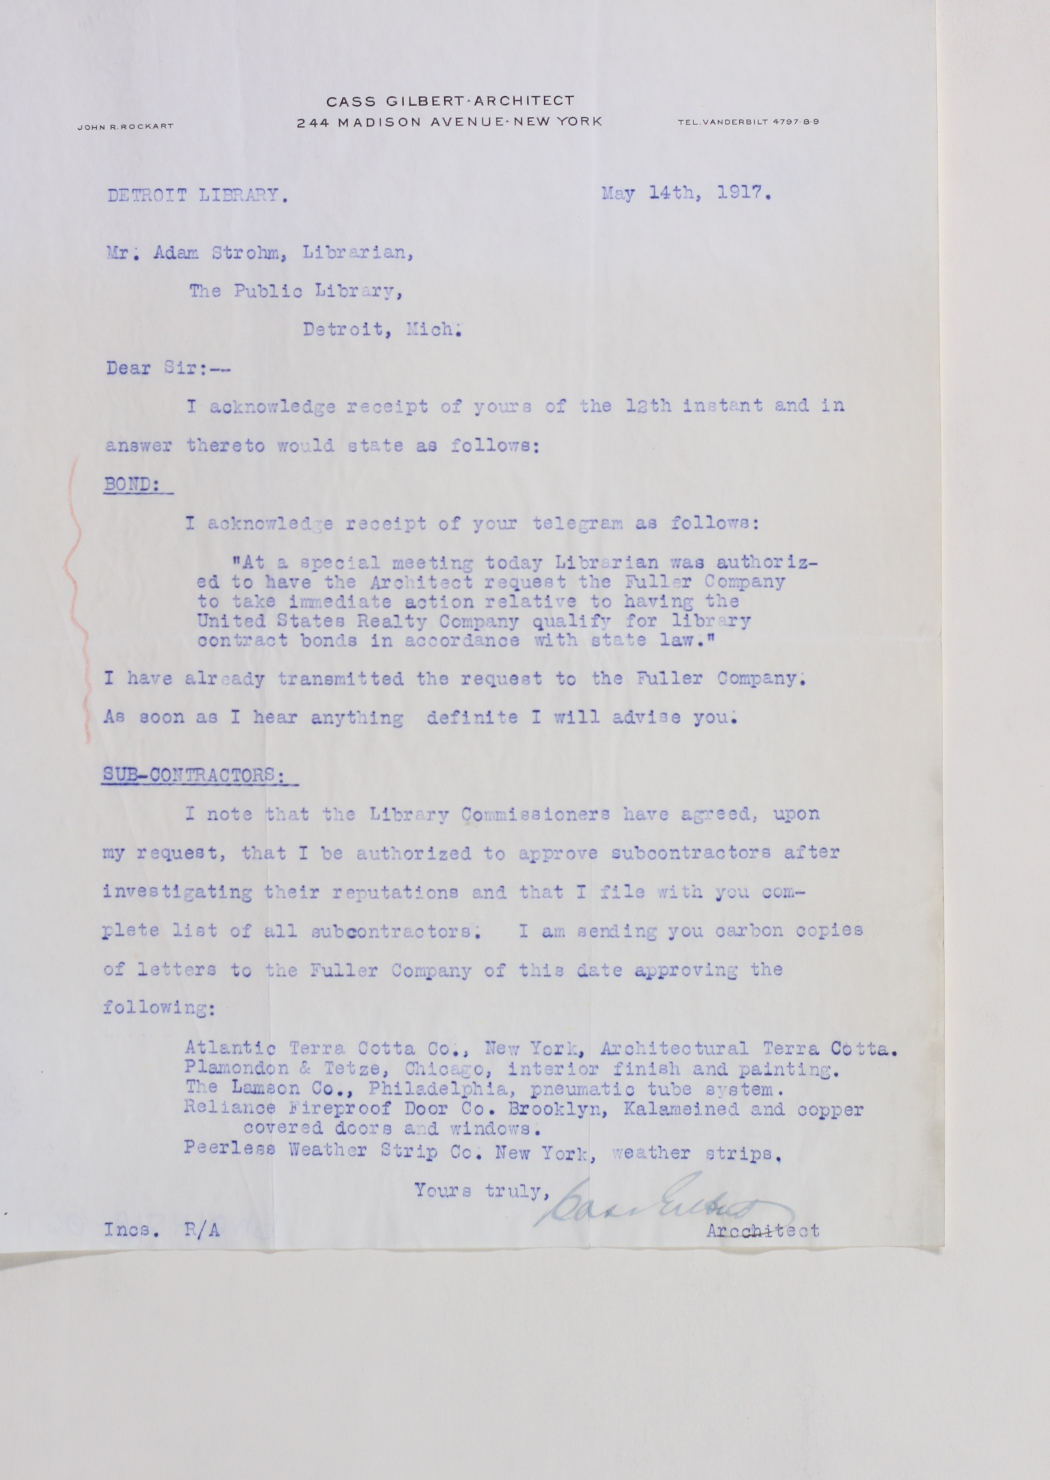 CASS GILBERT·ARCHITECT
JOHN R. ROCKART
244 MADISON AVENUE·NEW YORK
TEL. VANDERBILT 4797-8-9
DETROIT LIBRARY.
May 14th, 1917.
Mr. Adam Strohm, Librarian,
The Public Library,
Detroit, Mich.
Dear Sir:--
I acknowledge receipt of yours of the 12th instant and in
answer thereto would state as follows:
BOND:
I acknowledge receipt of your telegram as follows:
"At a special meeting today Librarian was authoriz-
ed to have the Architect request the Fuller Company
to take immediate action relative to having the
United States Realty Company qualify for library
contract bonds in accordance with state law."
I have already transmitted the request to the Fuller Company.
As soon as I hear anything definite I will advise you.
SUB-CONTRACTORS:
I note that the Library Commissioners have agreed, upon
my request, that I be authorized to approve subcontractors after
investigating their reputations and that I file with you com-
plete list of all subcontractors. I am sending you carbon copies
of letters to the Fuller Company of this date approving the
following:
Atlantic Terra Cotta Co., New York, Architectural Terra Cotta.
Plamondon & Tetze, Chicago, interior finish and painting.
The Lamson Co., Philadelphia, pneumatic tube system.
Reliance Fireproof Door Co. Brooklyn, Kalameined and copper
covered doors and windows.
Peerless Weather Strip Co. New York, weather strips.
Yours truly, Cass Gilbert
Incs. R/A
Arcchitect